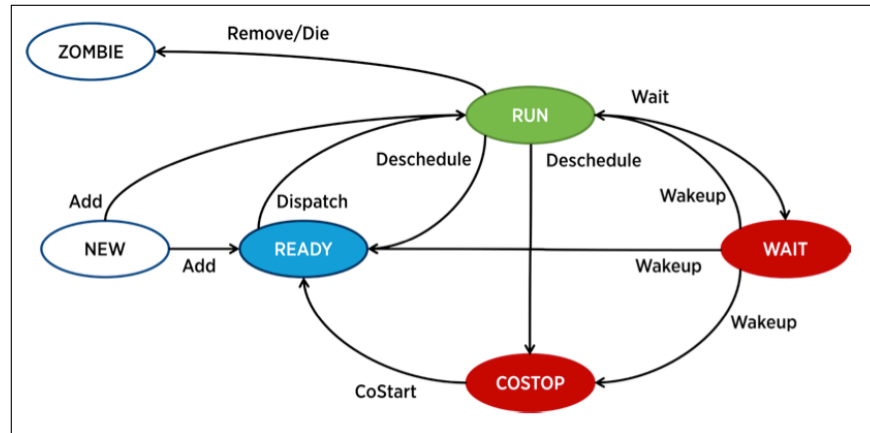 Remove/Die
ZOMBIE
RUN
Wait
Deschedule
Deschedule
Add
Dispatch
Wakeup
NEW
READY
WAIT
Add
Wakeup
Wakeup
CoStart
COSTOP